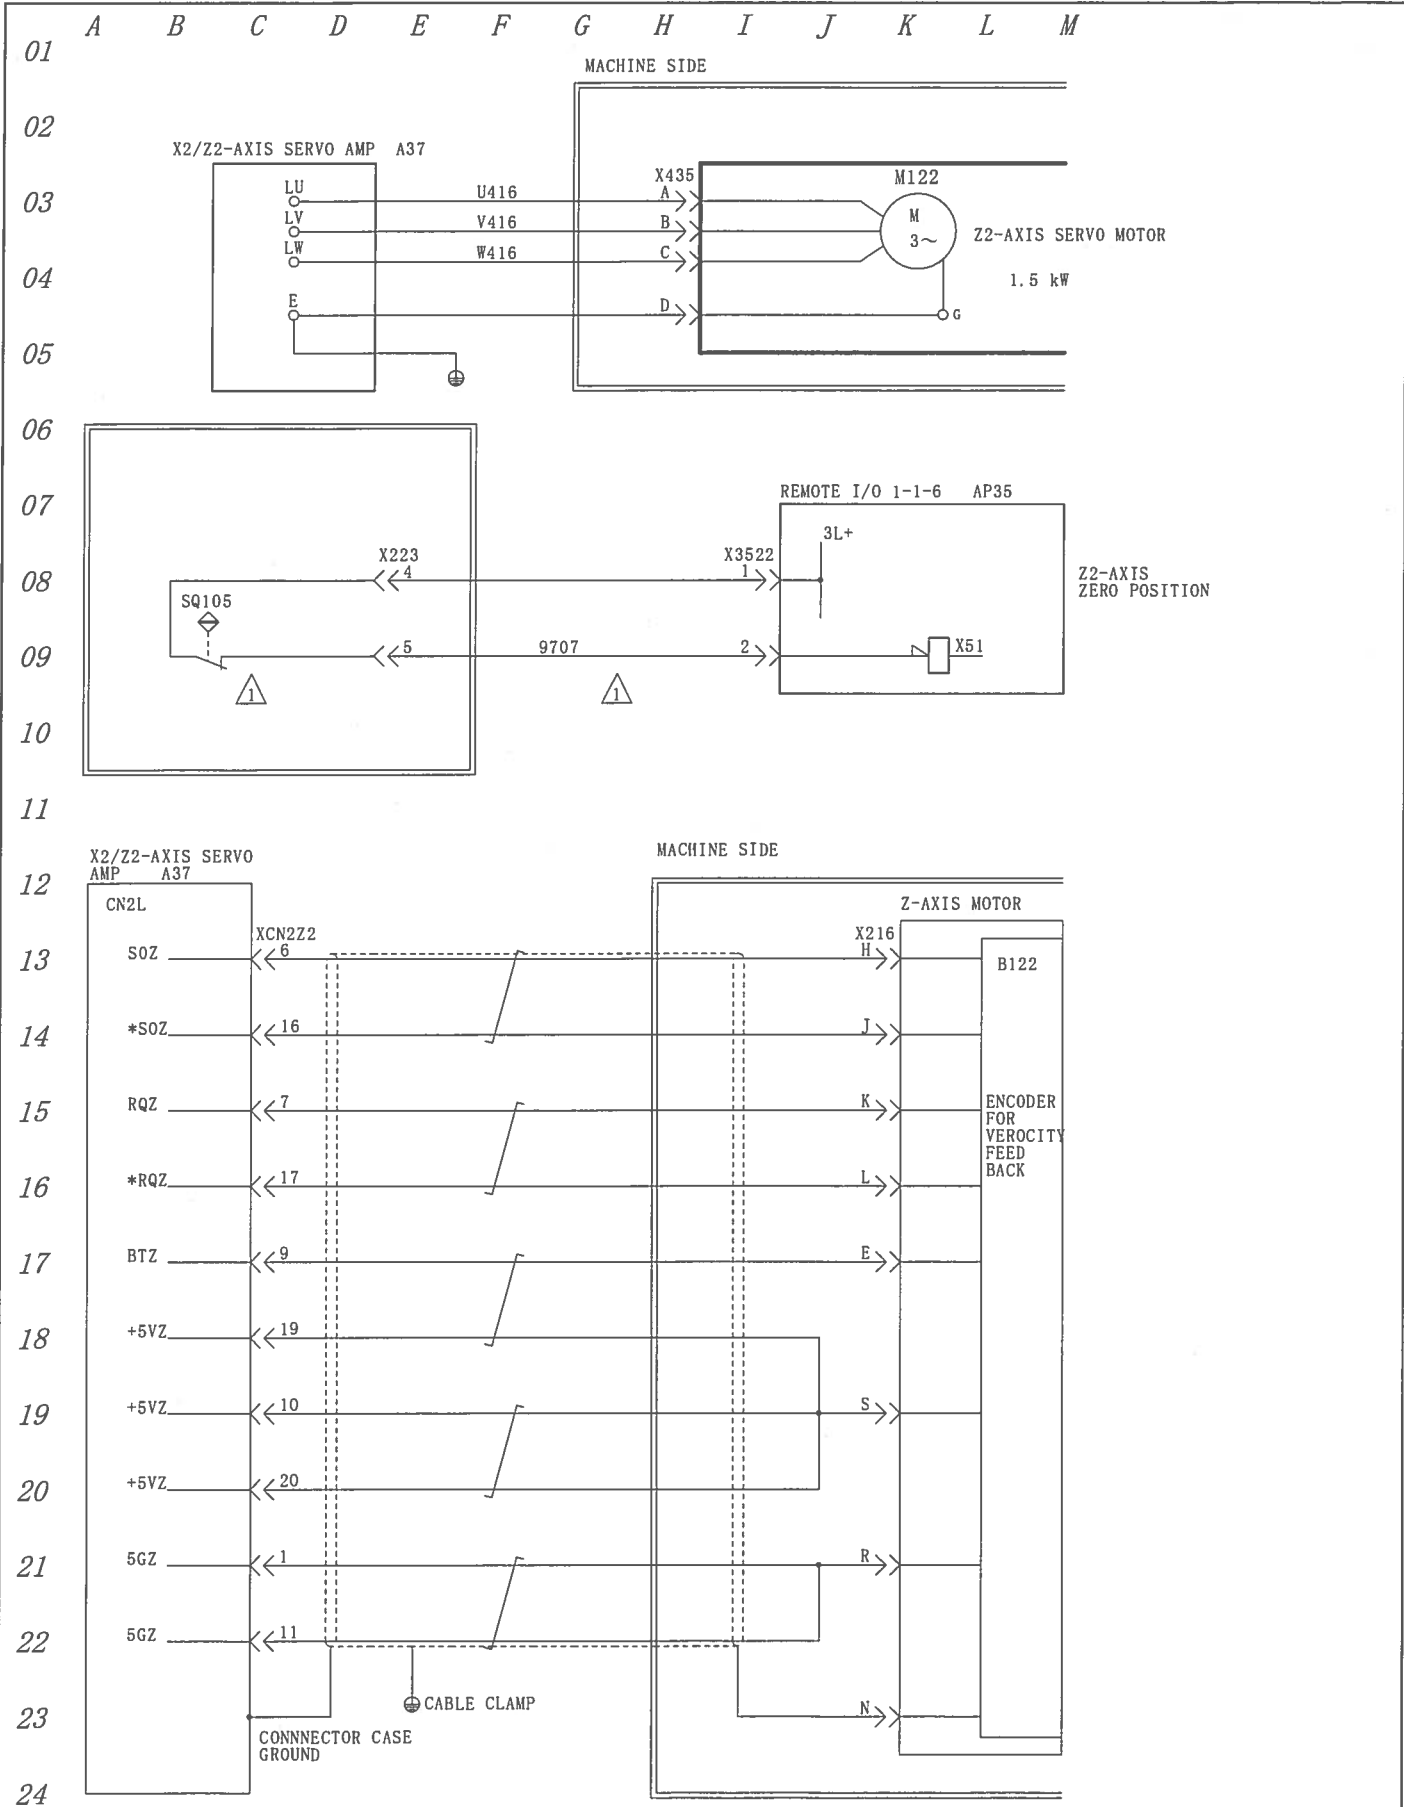 A B C D E F G H I J K L M
01
MACHINE SIDE
02
X2/Z2-AXIS SERVO AMP A37
X435
M122
LU
U416
A
03
LV
V416
B
M
3~
Z2-AXIS SERVO MOTOR
LW
W416
C
04
1.5 kW
E
D
G
05
06
REMOTE I/O 1-1-6 AP35
07
3L+
X223
X3522
4
1
08
Z2-AXIS
ZERO POSITION
SQ105
5
9707
2
X51
09
1
1
10
11
X2/Z2-AXIS SERVO
AMP A37
MACHINE SIDE
12
CN2L
Z-AXIS MOTOR
XCN2Z2
X216
13
SOZ
6
H
B122
14
*SOZ
16
J
15
RQZ
7
K
ENCODER
FOR
VEROCITY
FEED
BACK
16
*RQZ
17
L
17
BTZ
9
E
18
+5VZ
19
19
+5VZ
10
S
20
+5VZ
20
21
5GZ
1
R
22
5GZ
11
CABLE CLAMP
N
23
CONNNECTOR CASE
GROUND
24